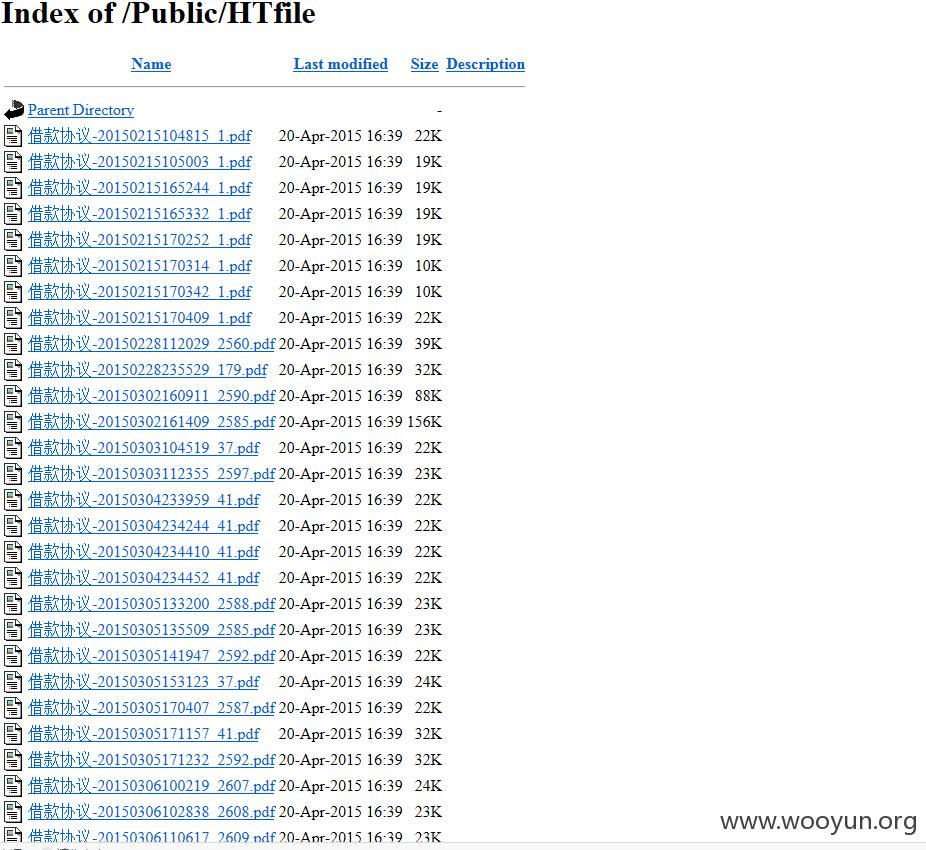 Index of /Public/HTfile
Name Last modified Size Description
Parent Directory -
借款协议-20150215104815_1.pdf 20-Apr-2015 16:39 22K
借款协议-20150215105003_1.pdf 20-Apr-2015 16:39 19K
借款协议-20150215165244_1.pdf 20-Apr-2015 16:39 19K
借款协议-20150215165332_1.pdf 20-Apr-2015 16:39 19K
借款协议-20150215170252_1.pdf 20-Apr-2015 16:39 19K
借款协议-20150215170314_1.pdf 20-Apr-2015 16:39 10K
借款协议-20150215170342_1.pdf 20-Apr-2015 16:39 10K
借款协议-20150215170409_1.pdf 20-Apr-2015 16:39 22K
借款协议-20150228112029_2560.pdf 20-Apr-2015 16:39 39K
借款协议-20150228235529_179.pdf 20-Apr-2015 16:39 32K
借款协议-20150302160911_2590.pdf 20-Apr-2015 16:39 88K
借款协议-20150302161409_2585.pdf 20-Apr-2015 16:39 156K
借款协议-20150303104519_37.pdf 20-Apr-2015 16:39 22K
借款协议-20150303112355_2597.pdf 20-Apr-2015 16:39 23K
借款协议-20150304233959_41.pdf 20-Apr-2015 16:39 22K
借款协议-20150304234244_41.pdf 20-Apr-2015 16:39 22K
借款协议-20150304234410_41.pdf 20-Apr-2015 16:39 22K
借款协议-20150304234452_41.pdf 20-Apr-2015 16:39 22K
借款协议-20150305133200_2588.pdf 20-Apr-2015 16:39 23K
借款协议-20150305135509_2585.pdf 20-Apr-2015 16:39 23K
借款协议-20150305141947_2592.pdf 20-Apr-2015 16:39 22K
借款协议-20150305153123_37.pdf 20-Apr-2015 16:39 24K
借款协议-20150305170407_2587.pdf 20-Apr-2015 16:39 22K
借款协议-20150305171157_41.pdf 20-Apr-2015 16:39 32K
借款协议-20150305171232_2592.pdf 20-Apr-2015 16:39 32K
借款协议-20150306100219_2607.pdf 20-Apr-2015 16:39 24K
借款协议-20150306102838_2608.pdf 20-Apr-2015 16:39 23K
借款协议-20150306110617_2609.pdf 20-Apr-2015 16:39 23K
www.wooyun.org